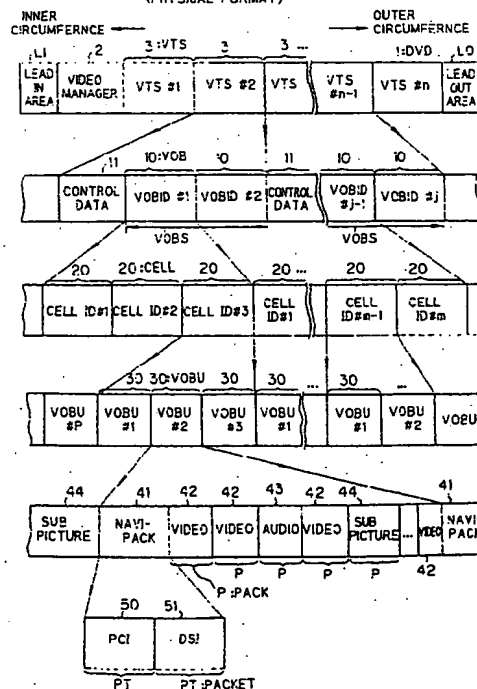 (PHYSICAL FORMAT)
INNER CIRCUMFERNCE
OUTER CIRCUMFERNCE
L1 2 3:VTS 3 3 ... 1:DVD LO
LEAD IN AREA VIDEO MANAGER VTS #1 VTS #2 VTS VTS #n-1 VTS #n LEAD OUT AREA
11 10:VOB 10 11 10 10
CONTROL DATA VOBID #1 VOBID #2 CONTROL DATA VOBID #j-1 VOBID #j
VOBS VOBS
20 20:CELL 20 20 ... 20 20
CELL ID#1 CELL ID#2 CELL ID#3 CELL ID#1 CELL ID#m-1 CELL ID#m
30 30:VOBU 30 30 ... 30 ...
VOBU #P VOBU #1 VOBU #2 VOBU #3 VOBU #1 VOBU #1 VOBU #2 VOBU
44 41 42 42 43 42 44 41
SUB PICTURE NAVI-PACK VIDEO VIDEO AUDIO VIDEO SUB PICTURE ... VIDEO NAVI PACK
P P P P 42
P:PACK
50 51
PCI DSI
PT PT:PACKET